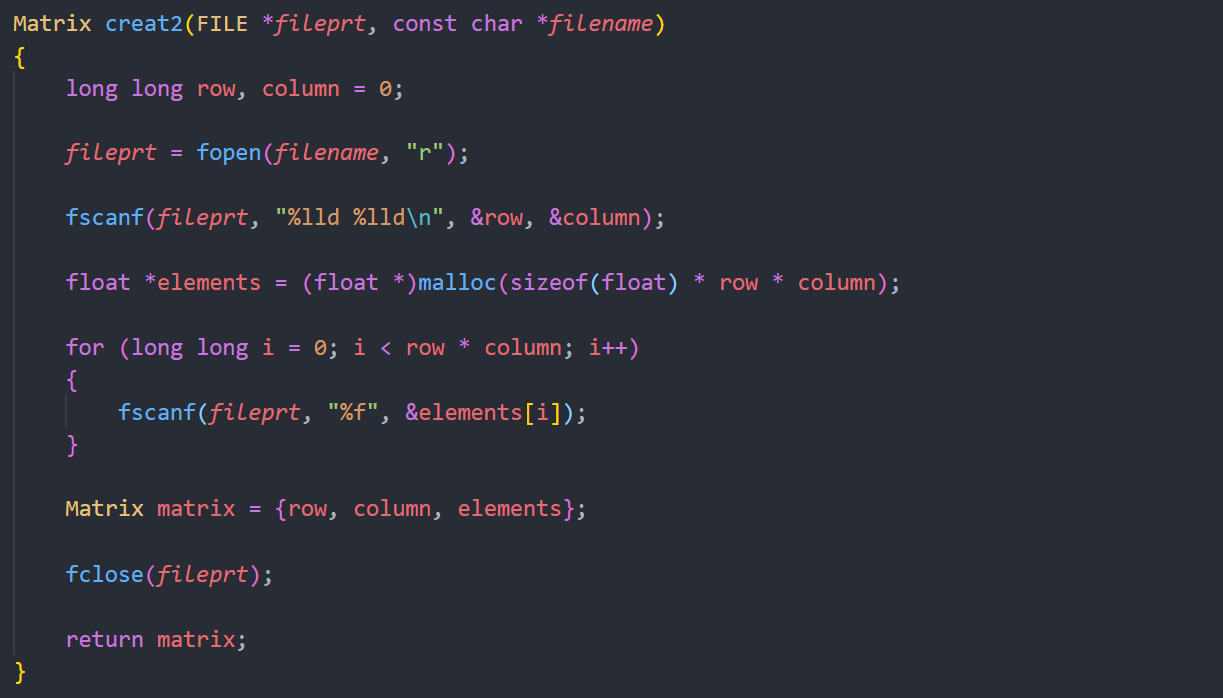 Matrix creat2(FILE *fileprt, const char *filename)
{
    long long row, column = 0;
    fileprt = fopen(filename, "r");
    fscanf(fileprt, "%lld %lld\n", &row, &column);
    float *elements = (float *)malloc(sizeof(float) * row * column);
    for (long long i = 0; i < row * column; i++)
    {
        fscanf(fileprt, "%f", &elements[i]);
    }
    Matrix matrix = {row, column, elements};
    fclose(fileprt);
    return matrix;
}